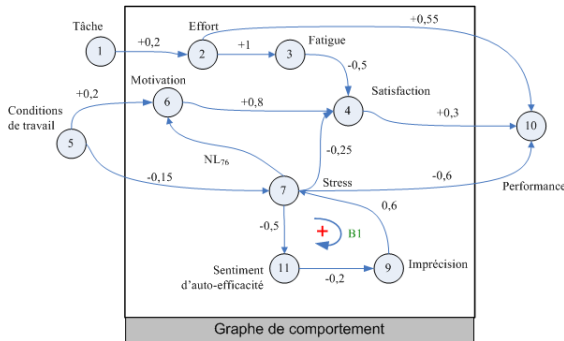 Tâche
Effort
+0,55
1
+0,2
2
+1
3
Fatigue
-0,5
Motivation
+0,2
6
+0,8
4
Satisfaction
+0,3
10
Conditions
de travail
5
NL76
-0,25
-0,15
7
Stress
-0,6
Performance
-0,5
+
B1
0,6
Sentiment
d'auto-efficacité
11
-0,2
9
Imprécision
Graphe de comportement